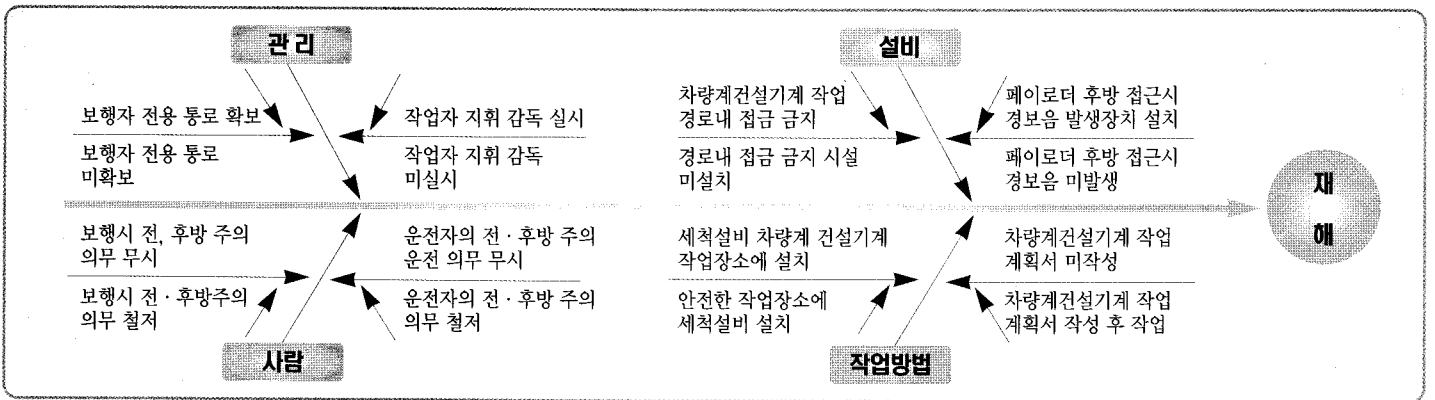 관 리
보행자 전용 통로 확보
보행자 전용 통로
미확보
작업자 지휘 감독 실시
작업자 지휘 감독
미실시
설비
차량계건설기계 작업
경로내 접금 금지
경로내 접금 금지 시설
미설치
페이로더 후방 접근시
경보음 발생장치 설치
페이로더 후방 접근시
경보음 미발생
재
해
보행시 전, 후방 주의
의무 무시
보행시 전 · 후방주의
의무 철저
운전자의 전 · 후방 주의
운전 의무 무시
운전자의 전 · 후방 주의
의무 철저
사람
세척설비 차량계 건설기계
작업장소에 설치
안전한 작업장소에
세척설비 설치
차량계건설기계 작업
계획서 미작성
차량계건설기계 작업
계획서 작성 후 작업
작업방법